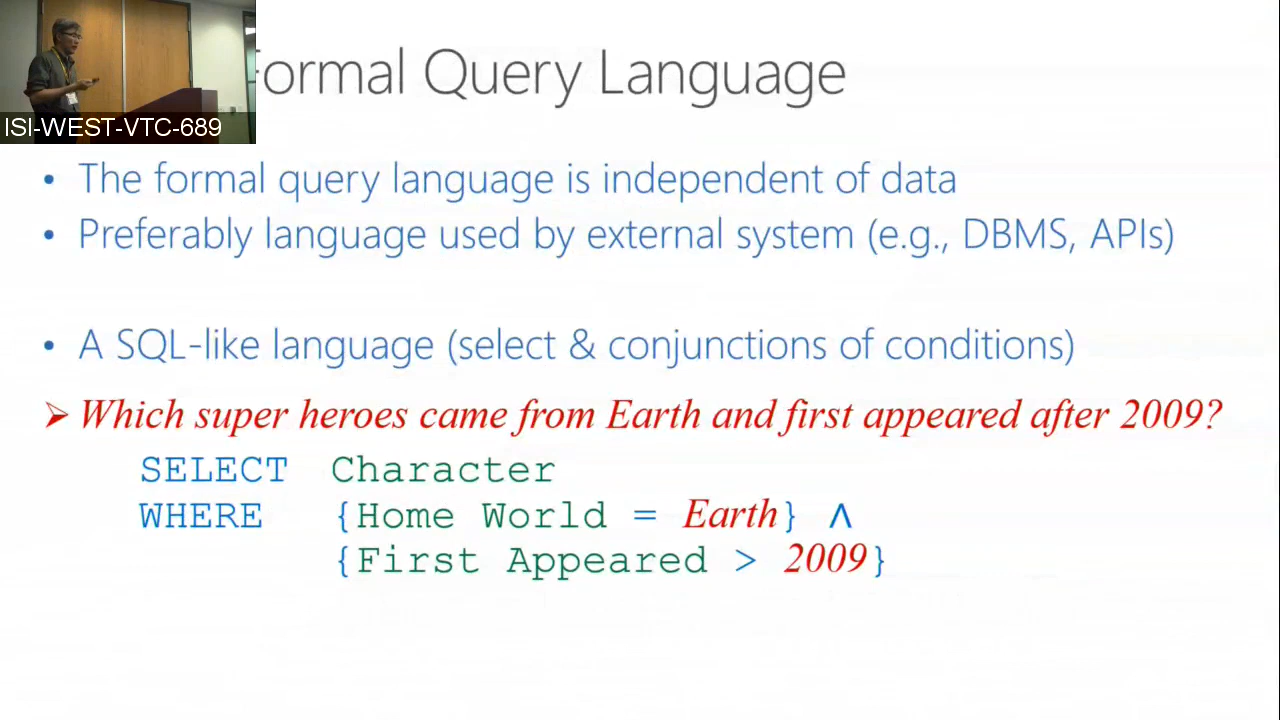 ormal Query Language
ISI-WEST-VTC-689
• The formal query language is independent of data
• Preferably language used by external system (e.g., DBMS, APIs)
• A SQL-like language (select & conjunctions of conditions)
➢ Which super heroes came from Earth and first appeared after 2009?
SELECT Character
WHERE {Home World = Earth} ∧
{First Appeared > 2009}